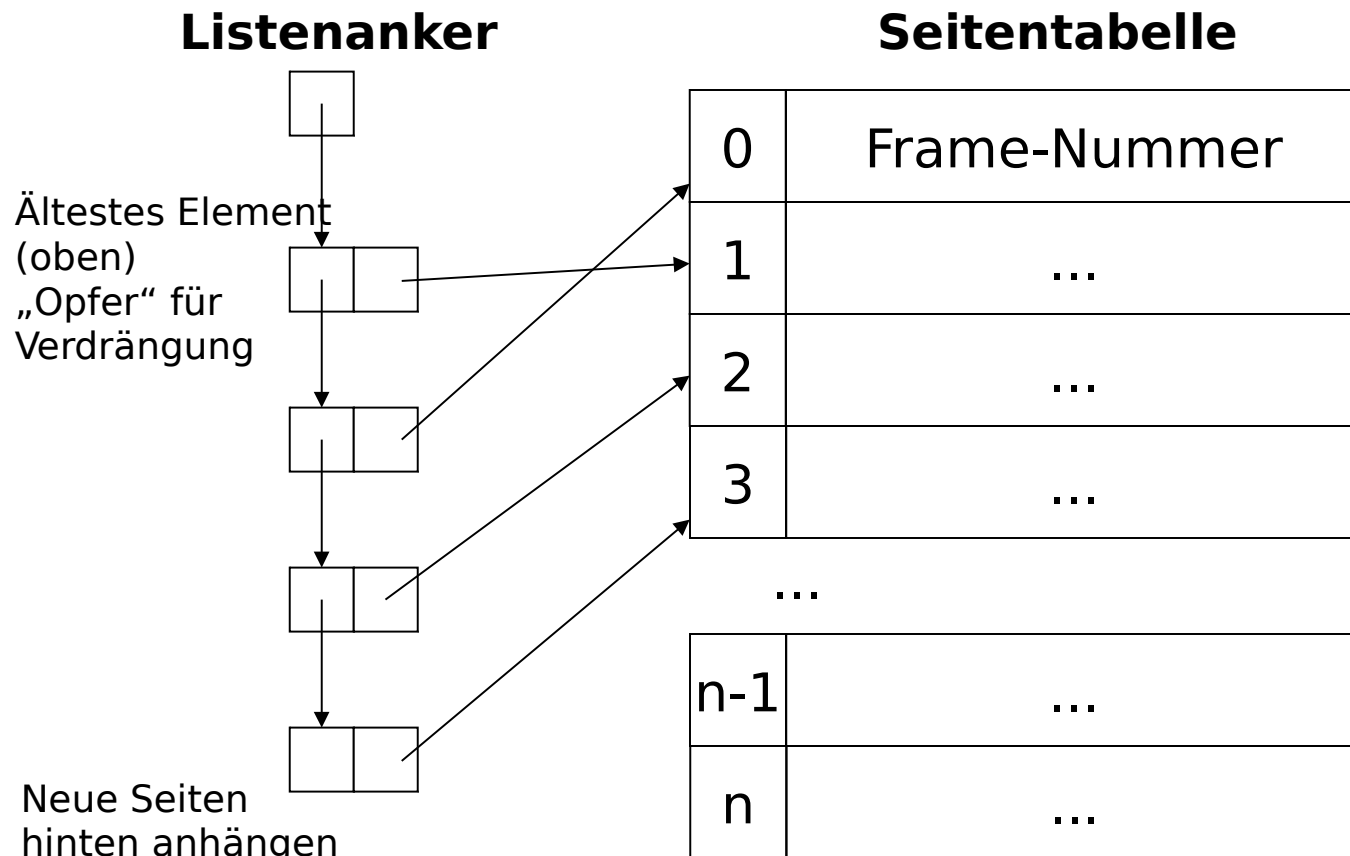 Listenanker
Seitentabelle
0 Frame-Nummer
Ältestes Element
(oben)
„Opfer“ für
Verdrängung
1 ...
2 ...
3 ...
...
n-1 ...
n ...
Neue Seiten
hinten anhängen